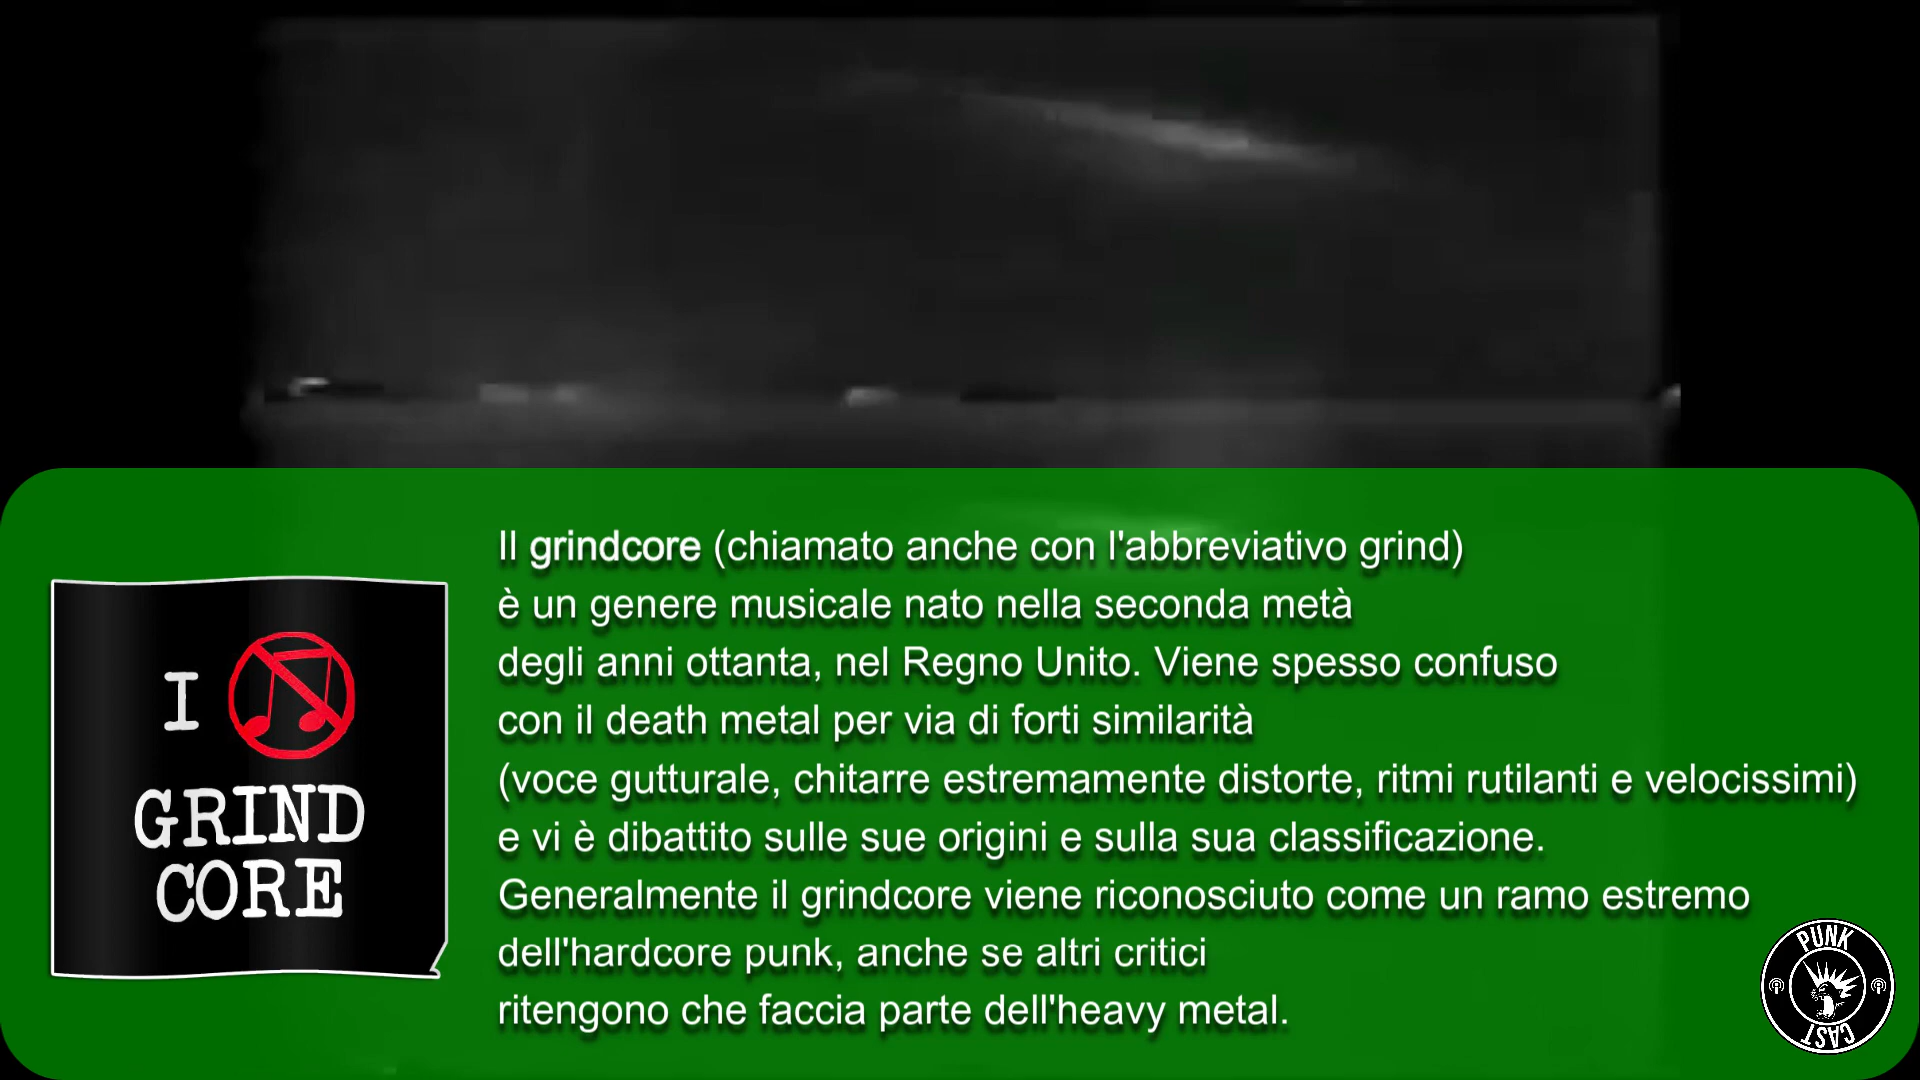 Il grindcore (chiamato anche con l'abbreviativo grind)
è un genere musicale nato nella seconda metà
degli anni ottanta, nel Regno Unito. Viene spesso confuso
con il death metal per via di forti similarità
(voce gutturale, chitarre estremamente distorte, ritmi rutilanti e velocissimi)
e vi è dibattito sulle sue origini e sulla sua classificazione.
Generalmente il grindcore viene riconosciuto come un ramo estremo
dell'hardcore punk, anche se altri critici
ritengono che faccia parte dell'heavy metal.
I
GRIND
CORE
PUNK
CAST